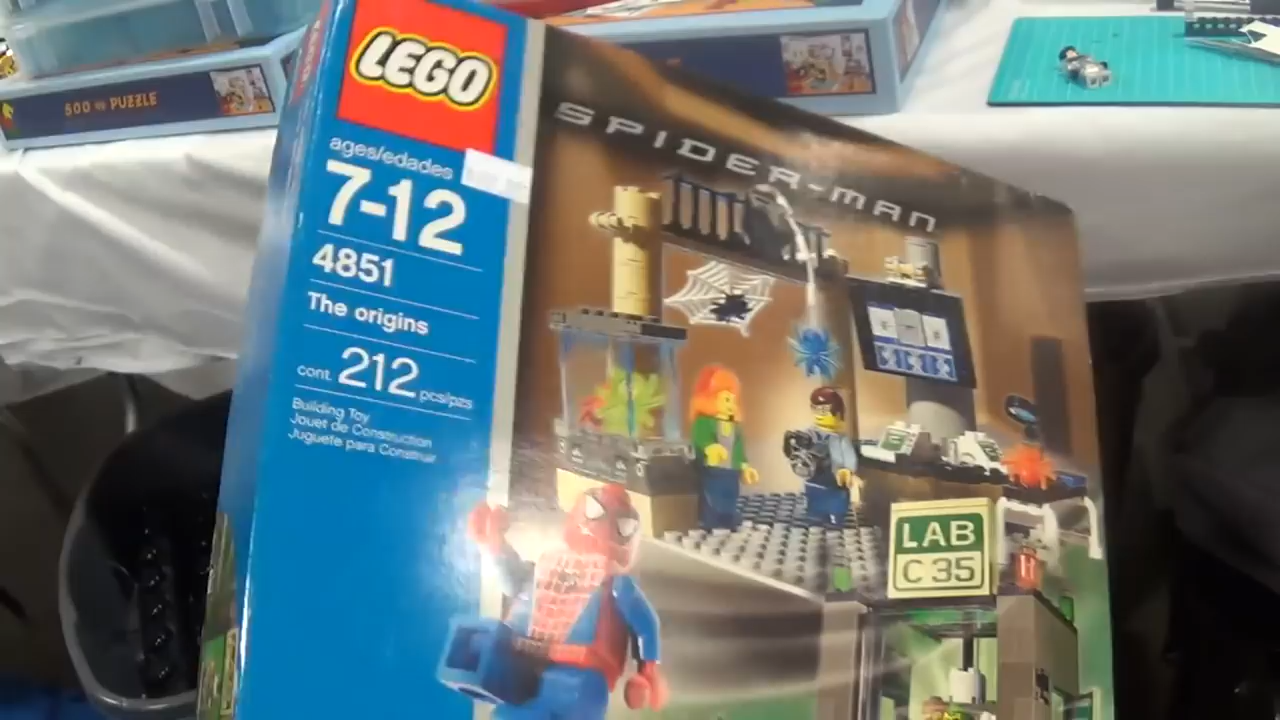 LEGO
ages/edades
7-12
4851
The origins
cont. 212 pcs/pzs
Building Toy
Jouet de Construction
Juguete para Construir
SPIDER-MAN
LAB
C 35
500 PUZZLE